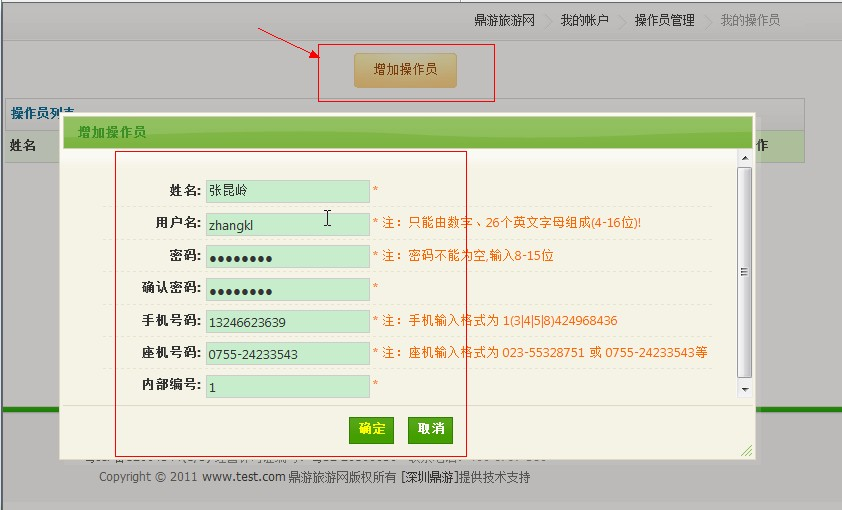 鼎游旅游网 我的帐户 操作员管理 我的操作员
增加操作员
操作员列表
姓名 作
增加操作员
姓名: 张昆岭 *
用户名: zhangkl * 注：只能由数字、26个英文字母组成(4-16位)!
密码: ●●●●●●●● * 注：密码不能为空,输入8-15位
确认密码: ●●●●●●●● *
手机号码: 13246623639 * 注：手机输入格式为 1(3|4|5|8)424968436
座机号码: 0755-24233543 * 注：座机输入格式为 023-55328751 或 0755-24233543等
内部编号: 1 *
确定 取消
Copyright © 2011 www.test.com 鼎游旅游网版权所有 [深圳鼎游]提供技术支持